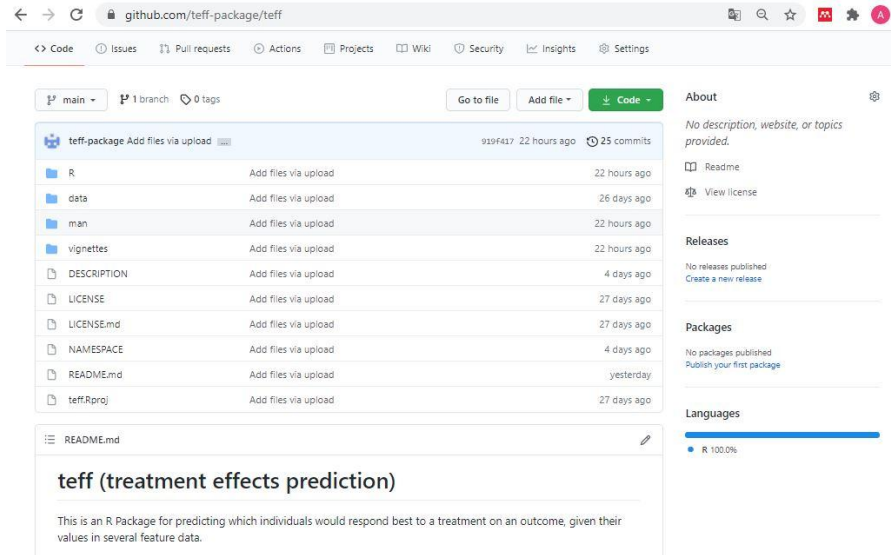 github.com/teff-package/teff
A
Code Issues Pull requests Actions Projects Wiki Security Insights Settings
main 1 branch 0 tags Go to file Add file Code
teff-package Add files via upload ... 919f417 22 hours ago 25 commits
R Add files via upload 22 hours ago
data Add files via upload 26 days ago
man Add files via upload 22 hours ago
vignettes Add files via upload 22 hours ago
DESCRIPTION Add files via upload 4 days ago
LICENSE Add files via upload 27 days ago
LICENSE.md Add files via upload 27 days ago
NAMESPACE Add files via upload 4 days ago
README.md Add files via upload yesterday
teff.Rproj Add files via upload 27 days ago
README.md
teff (treatment effects prediction)
This is an R Package for predicting which individuals would respond best to a treatment on an outcome, given their
values in several feature data.
About
No description, website, or topics
provided.
Readme
View license
Releases
No releases published
Create a new release
Packages
No packages published
Publish your first package
Languages
R 100.0%